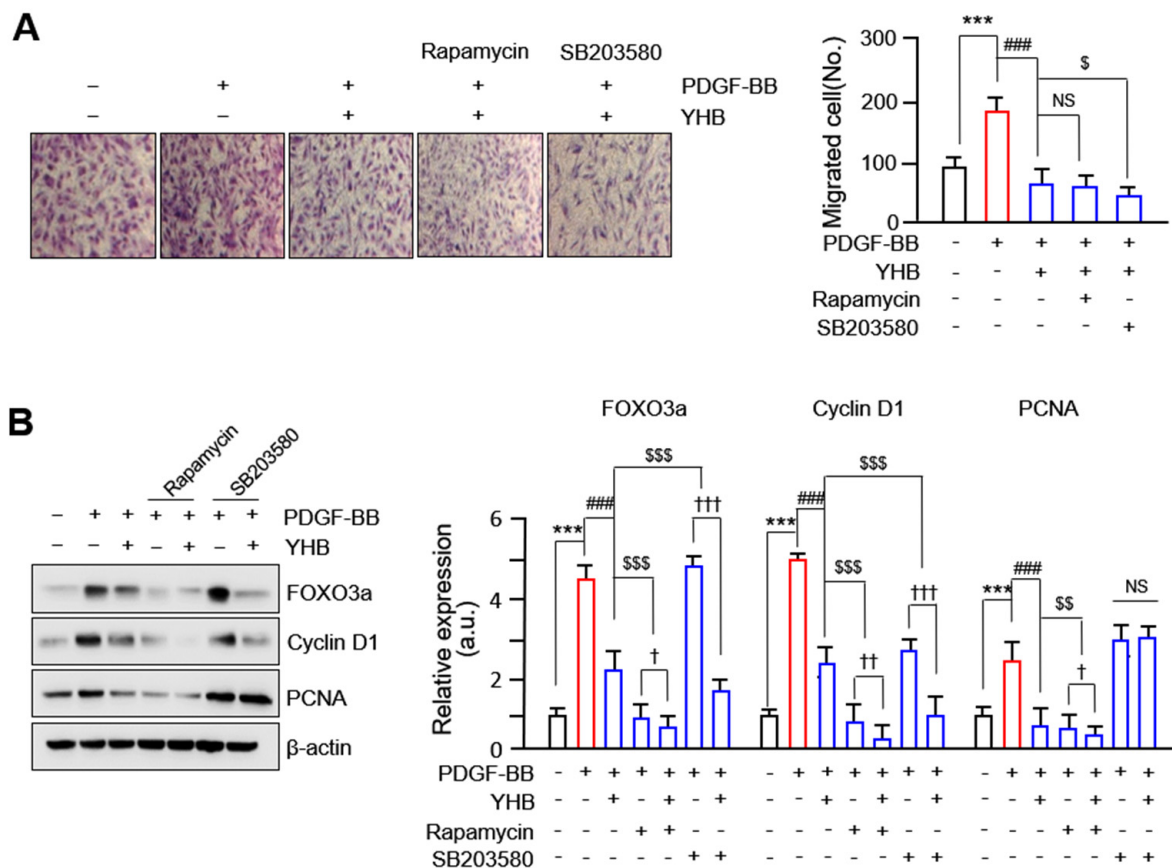 A
Rapamycin SB203580
– + + + + PDGF-BB
– – + + + YHB
Migrated cell(No.)
300
200
100
0
***
###
$
NS
PDGF-BB - + + + +
YHB - - + + +
Rapamycin - - - + -
SB203580 - - - - +
B
Rapamycin
SB203580
– + + + + + + PDGF-BB
– – + – + – + YHB
FOXO3a
Cyclin D1
PCNA
β-actin
FOXO3a Cyclin D1 PCNA
Relative expression
(a.u.)
6
4
2
0
***
###
$$$
$$$
†
†††
***
###
$$$
$$$
††
†††
***
###
$$
†
NS
PDGF-BB - + + + + + + - + + + + + + - + + + + + +
YHB - - + - + - + - - + - + - + - - + - + - +
Rapamycin - - - + + - - - - - + + - - - - - + + - -
SB203580 - - - - - + + - - - - - + + - - - - - + +